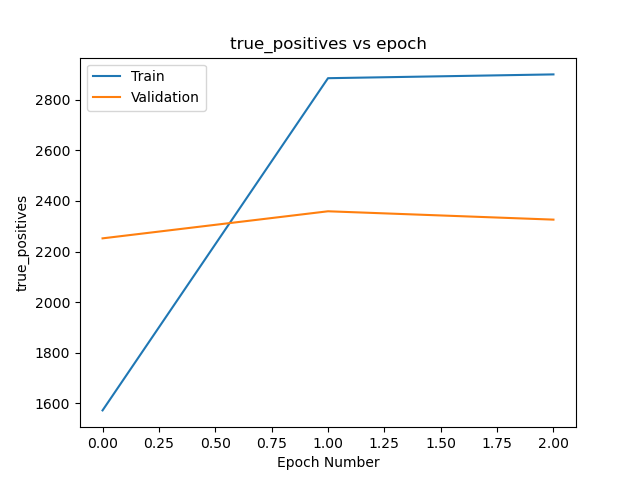 true_positives vs epoch
Train
Validation
2800
2600
2400
2200
2000
1800
1600
true_positives
0.00 0.25 0.50 0.75 1.00 1.25 1.50 1.75 2.00
Epoch Number